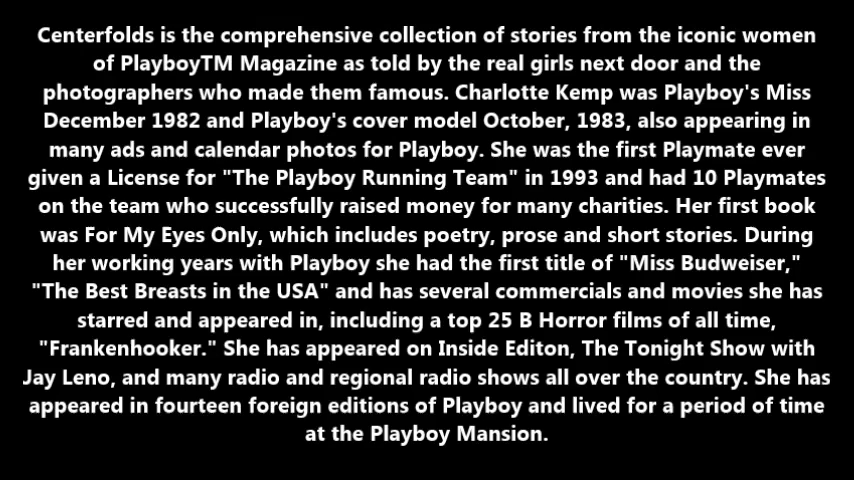 Centerfolds is the comprehensive collection of stories from the iconic women
of PlayboyTM Magazine as told by the real girls next door and the
photographers who made them famous. Charlotte Kemp was Playboy's Miss
December 1982 and Playboy's cover model October, 1983, also appearing in
many ads and calendar photos for Playboy. She was the first Playmate ever
given a License for "The Playboy Running Team" in 1993 and had 10 Playmates
on the team who successfully raised money for many charities. Her first book
was For My Eyes Only, which includes poetry, prose and short stories. During
her working years with Playboy she had the first title of "Miss Budweiser,"
"The Best Breasts in the USA" and has several commercials and movies she has
starred and appeared in, including a top 25 B Horror films of all time,
"Frankenhooker." She has appeared on Inside Editon, The Tonight Show with
Jay Leno, and many radio and regional radio shows all over the country. She has
appeared in fourteen foreign editions of Playboy and lived for a period of time
at the Playboy Mansion.